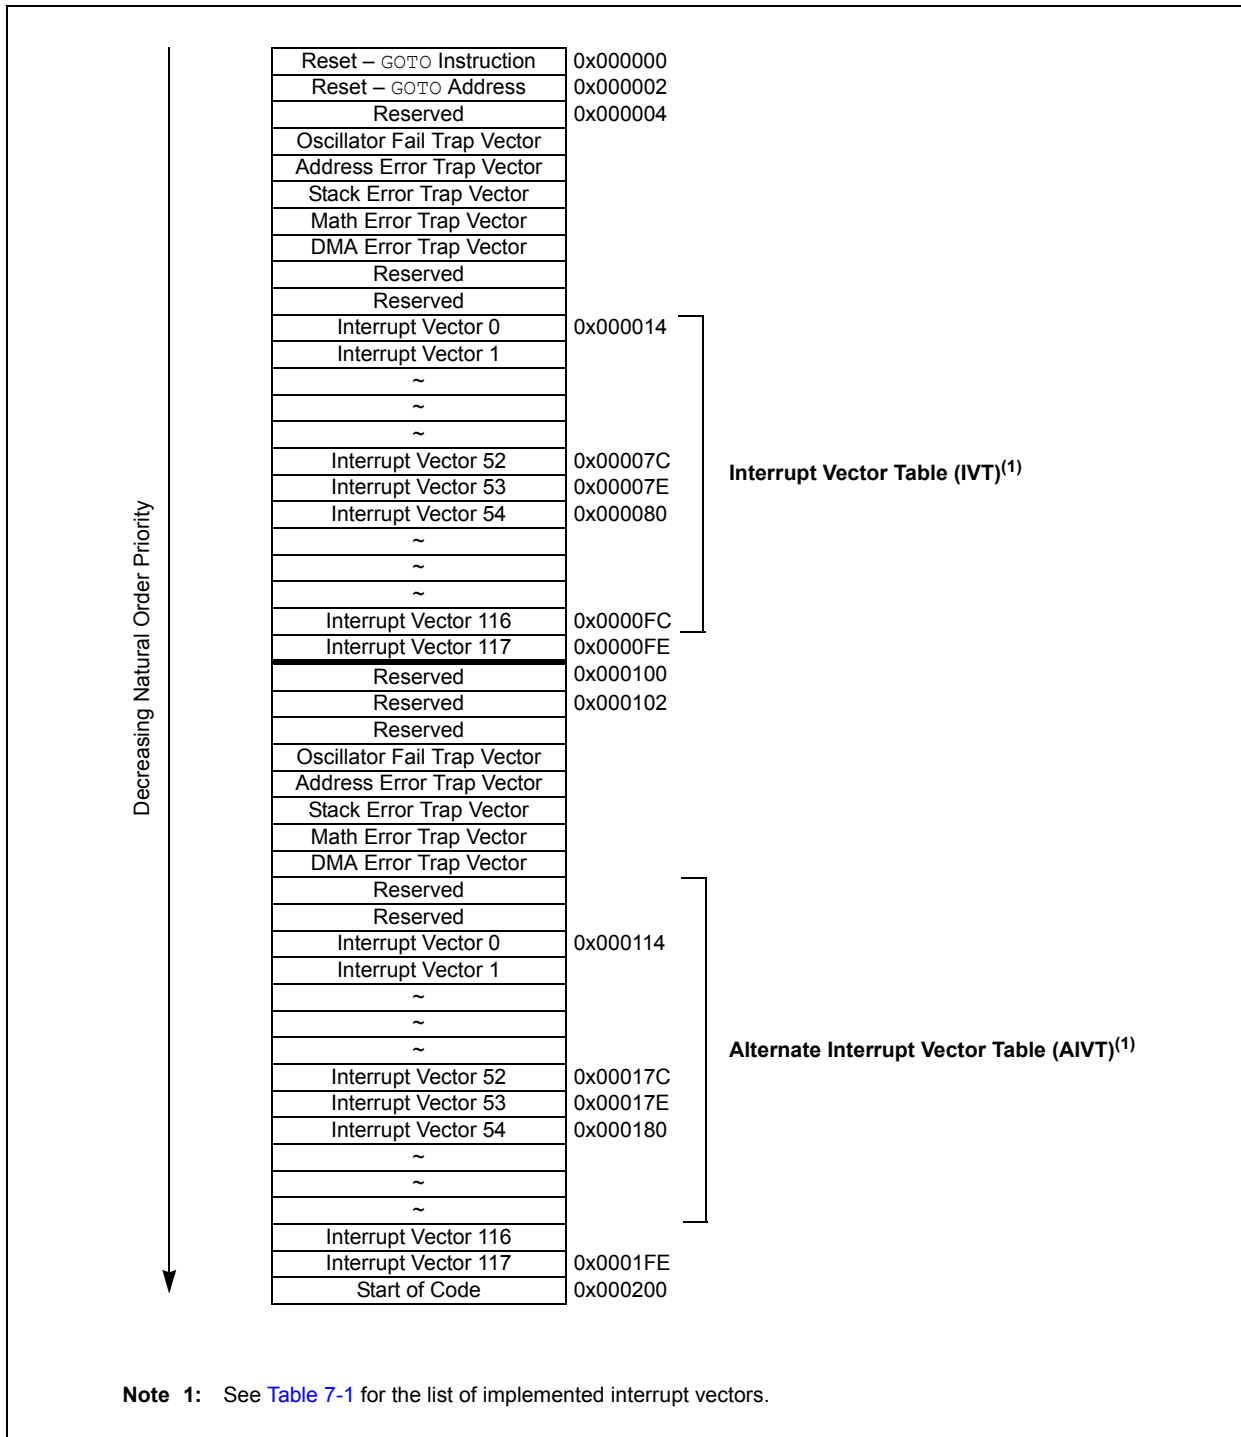 Reset – GOTO Instruction 0x000000
Reset – GOTO Address 0x000002
Reserved 0x000004
Oscillator Fail Trap Vector
Address Error Trap Vector
Stack Error Trap Vector
Math Error Trap Vector
DMA Error Trap Vector
Reserved
Reserved
Interrupt Vector 0 0x000014
Interrupt Vector 1
~
~
~
Interrupt Vector 52 0x00007C
Interrupt Vector Table (IVT)(1)
Interrupt Vector 53 0x00007E
Interrupt Vector 54 0x000080
~
~
~
Interrupt Vector 116 0x0000FC
Interrupt Vector 117 0x0000FE
Decreasing Natural Order Priority
Reserved 0x000100
Reserved 0x000102
Reserved
Oscillator Fail Trap Vector
Address Error Trap Vector
Stack Error Trap Vector
Math Error Trap Vector
DMA Error Trap Vector
Reserved
Reserved
Interrupt Vector 0 0x000114
Interrupt Vector 1
~
~
~
Alternate Interrupt Vector Table (AIVT)(1)
Interrupt Vector 52 0x00017C
Interrupt Vector 53 0x00017E
Interrupt Vector 54 0x000180
~
~
~
Interrupt Vector 116
Interrupt Vector 117 0x0001FE
Start of Code 0x000200
Note 1: See Table 7-1 for the list of implemented interrupt vectors.